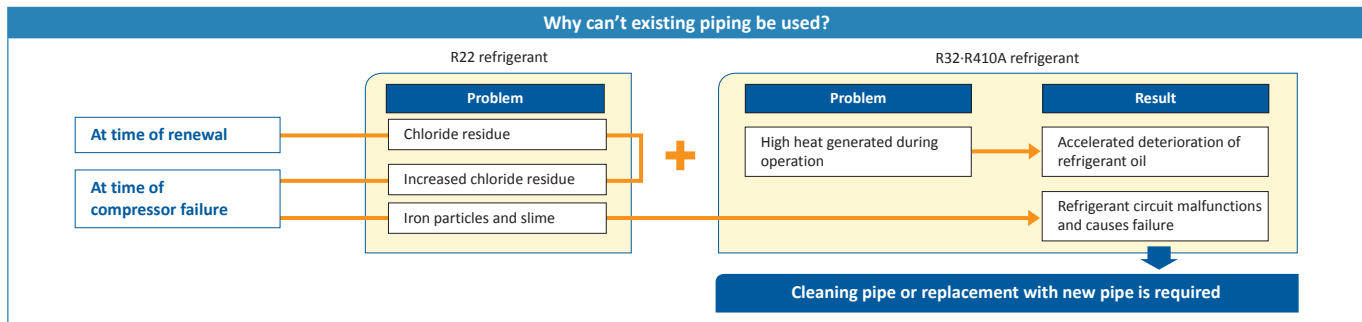 Why can’t existing piping be used?
R22 refrigerant
R32·R410A refrigerant
Problem
Problem
Result
At time of renewal
Chloride residue
High heat generated during
operation
Accelerated deterioration of
refrigerant oil
At time of
compressor failure
Increased chloride residue
Iron particles and slime
Refrigerant circuit malfunctions
and causes failure
Cleaning pipe or replacement with new pipe is required